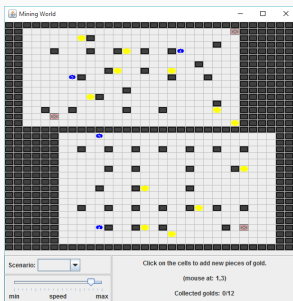 Mining World
Scenario:
Click on the cells to add new pieces of gold.
(mouse at: 1,3)
min speed max
Collected golds: 0/12